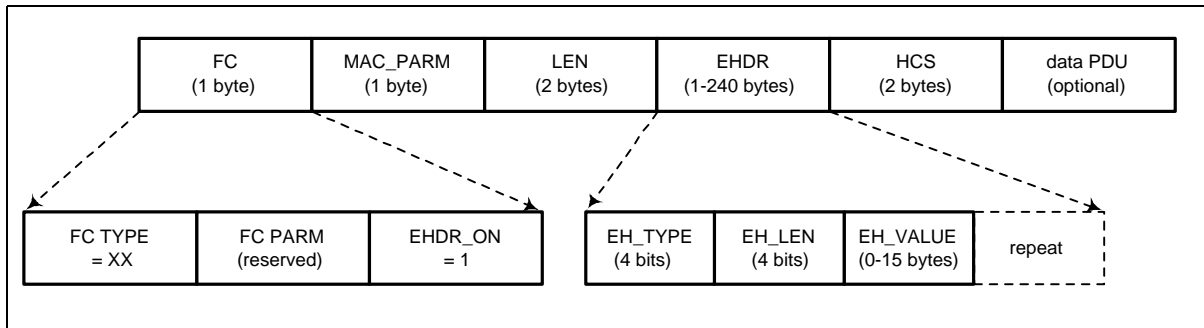 FC
(1 byte)
MAC_PARM
(1 byte)
LEN
(2 bytes)
EHDR
(1-240 bytes)
HCS
(2 bytes)
data PDU
(optional)
FC TYPE
= XX
FC PARM
(reserved)
EHDR_ON
= 1
EH_TYPE
(4 bits)
EH_LEN
(4 bits)
EH_VALUE
(0-15 bytes)
repeat